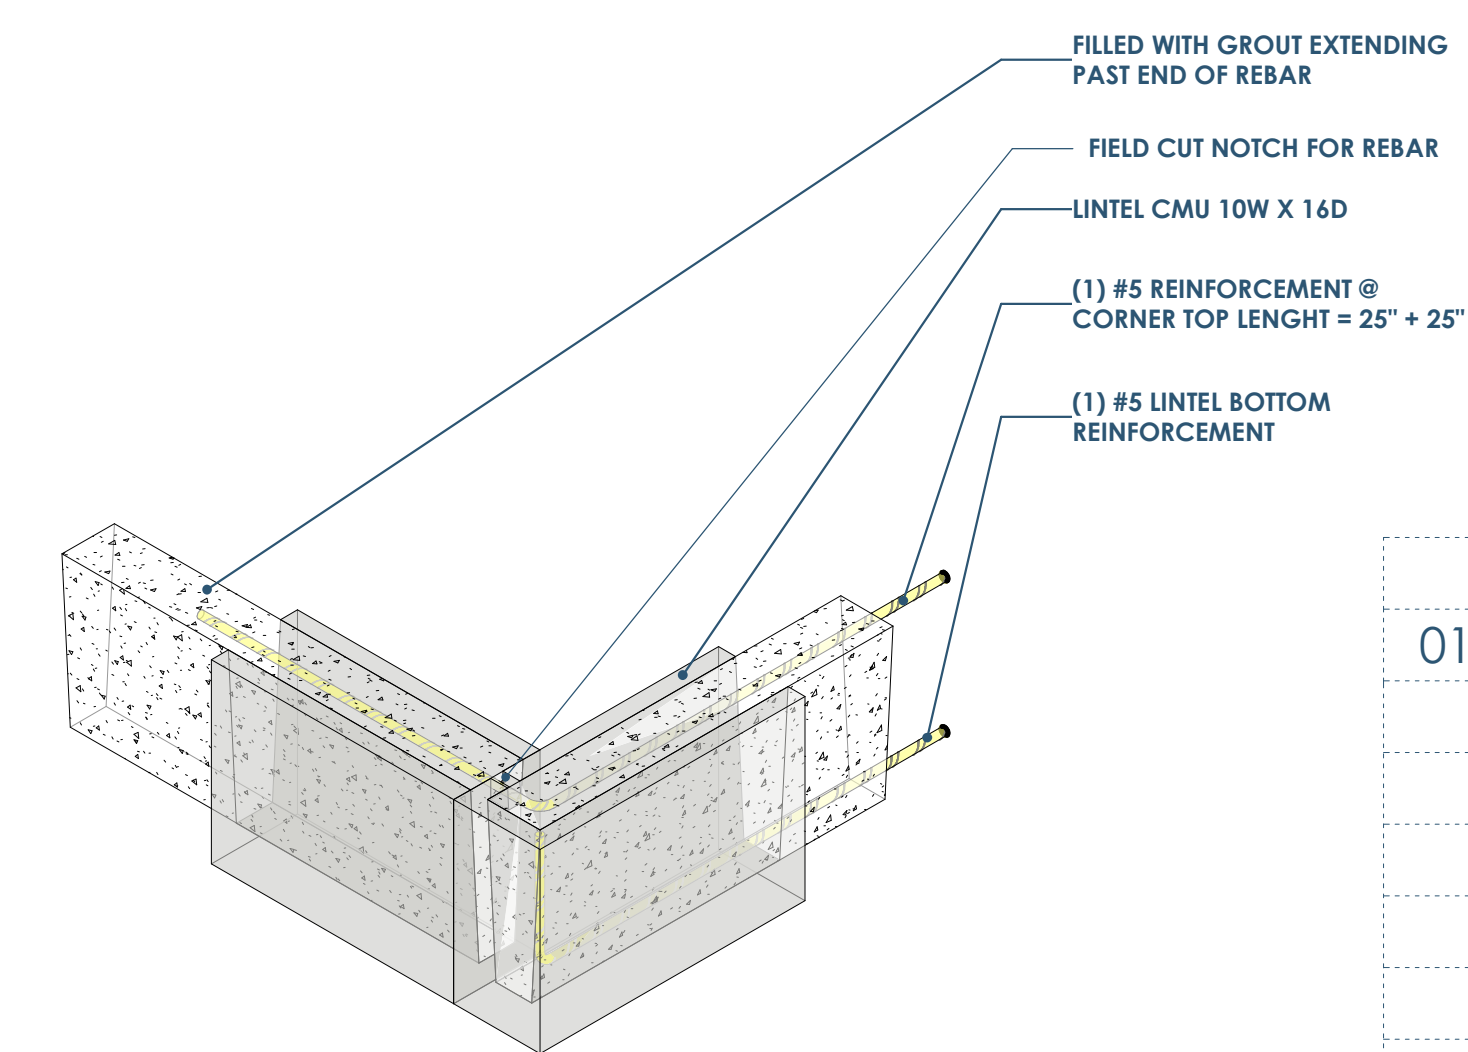 FILLED WITH GROUT EXTENDING
PAST END OF REBAR
FIELD CUT NOTCH FOR REBAR
LINTEL CMU 10W X 16D
(1) #5 REINFORCEMENT @
CORNER TOP LENGHT = 25" + 25"
(1) #5 LINTEL BOTTOM
REINFORCEMENT
01